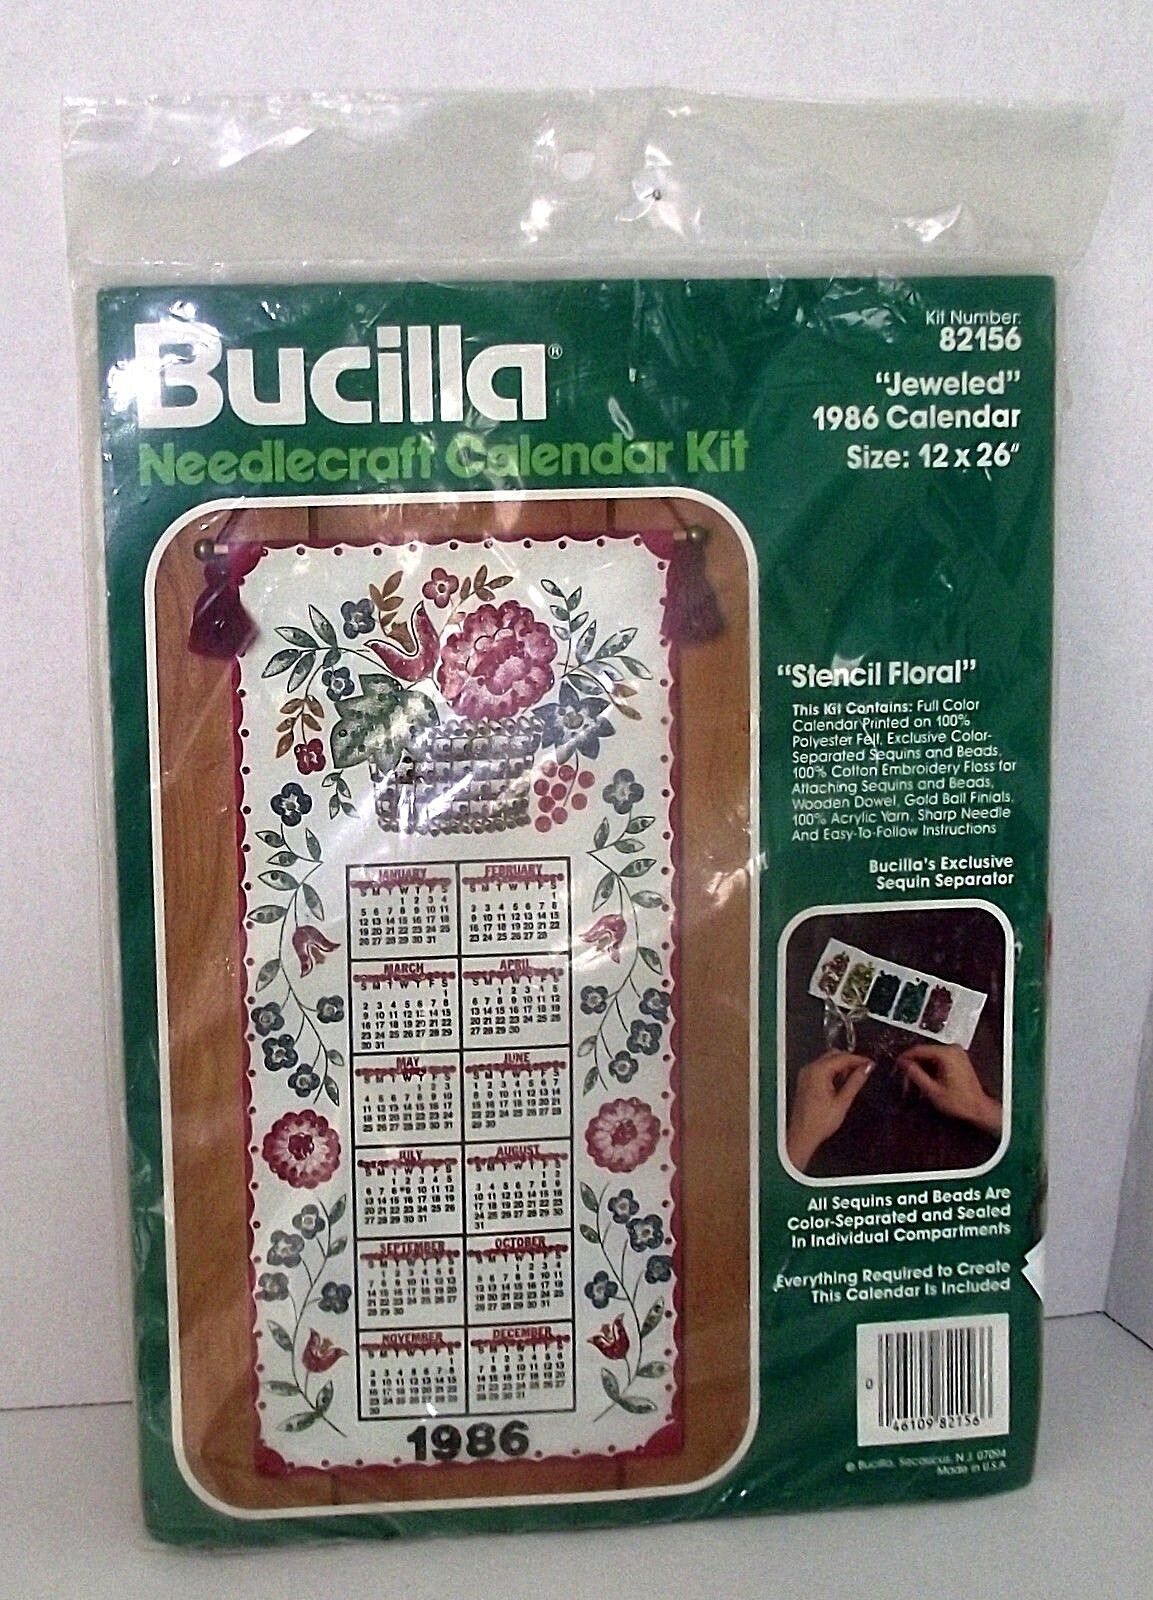 Bucilla®
Needlecraft Calendar Kit
Kit Number:
82156
"Jeweled"
1986 Calendar
Size: 12 x 26"
"Stencil Floral"
This Kit Contains: Full Color
Calendar Printed on 100%
Polyester Felt, Exclusive Color-
Separated Sequins and Beads,
100% Cotton Embroidery Floss for
Attaching Sequins and Beads,
Wooden Dowel, Gold Ball Finials,
100% Acrylic Yarn, Sharp Needle
And Easy-To-Follow Instructions
Bucilla's Exclusive
Sequin Separator
All Sequins and Beads Are
Color-Separated and Sealed
In Individual Compartments
Everything Required to Create
This Calendar Is Included
0
46109 82156
© Bucilla, Secaucus, N.J. 07094
Made in U.S.A.
JANUARY FEBRUARY
MARCH APRIL
MAY JUNE
JULY AUGUST
SEPTEMBER OCTOBER
NOVEMBER DECEMBER
1986